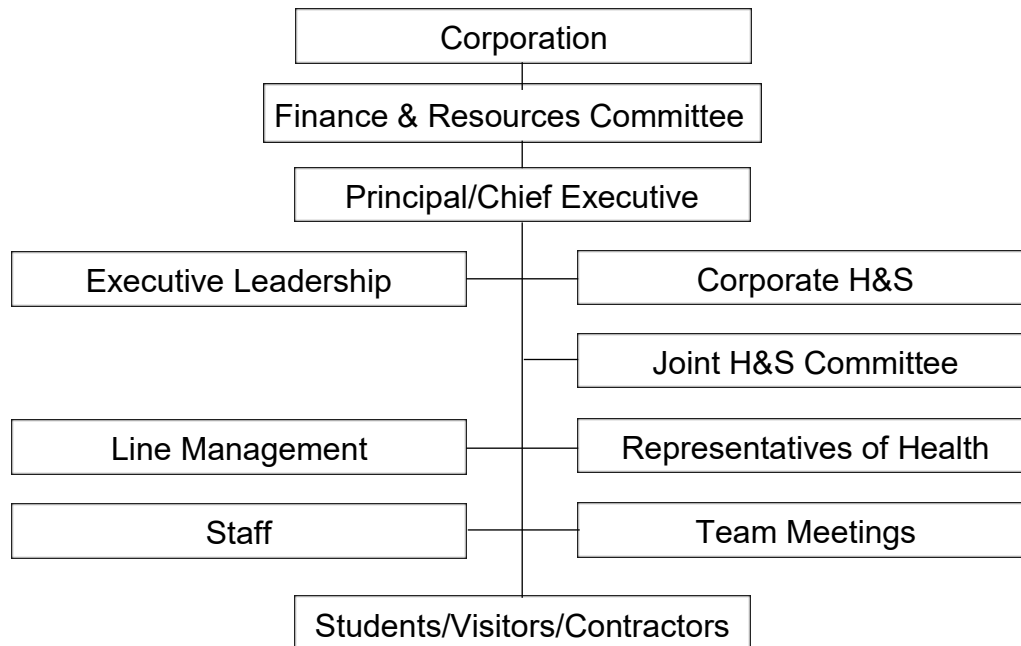 Corporation
Finance & Resources Committee
Principal/Chief Executive
Executive Leadership
Corporate H&S
Joint H&S Committee
Line Management
Representatives of Health
Staff
Team Meetings
Students/Visitors/Contractors